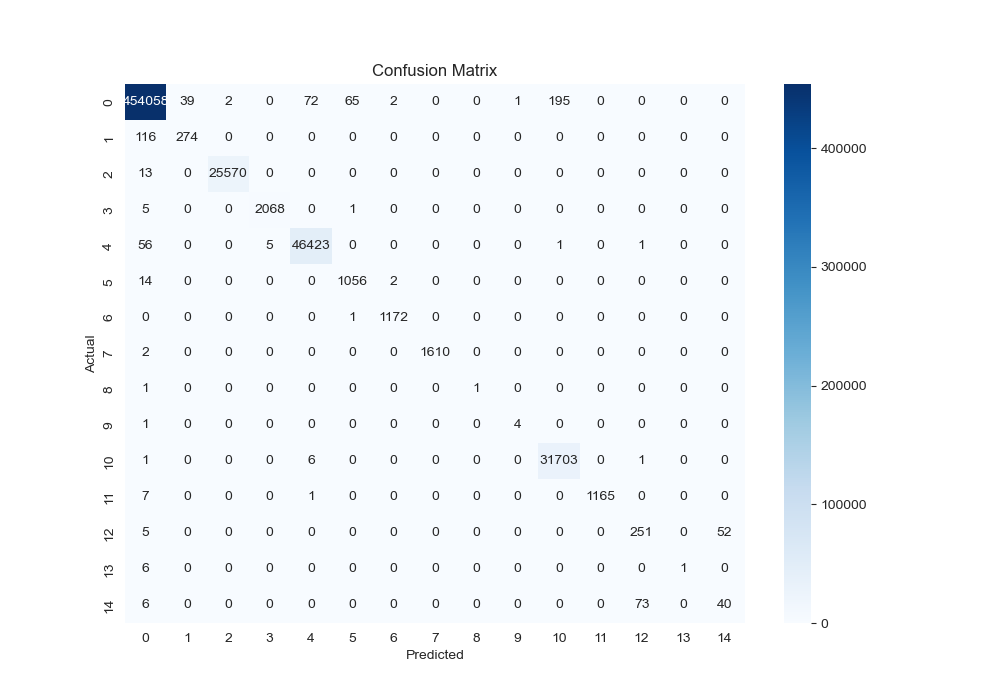 Confusion Matrix
0 454058 39 2 0 72 65 2 0 0 1 195 0 0 0 0
1 116 274 0 0 0 0 0 0 0 0 0 0 0 0 0
2 13 0 25570 0 0 0 0 0 0 0 0 0 0 0 0
3 5 0 0 2068 0 1 0 0 0 0 0 0 0 0 0
4 56 0 0 5 46423 0 0 0 0 0 1 0 1 0 0
5 14 0 0 0 0 1056 2 0 0 0 0 0 0 0 0
6 0 0 0 0 0 1 1172 0 0 0 0 0 0 0 0
7 2 0 0 0 0 0 0 1610 0 0 0 0 0 0 0
8 1 0 0 0 0 0 0 0 1 0 0 0 0 0 0
9 1 0 0 0 0 0 0 0 0 4 0 0 0 0 0
10 1 0 0 0 6 0 0 0 0 0 31703 0 1 0 0
11 7 0 0 0 1 0 0 0 0 0 0 1165 0 0 0
12 5 0 0 0 0 0 0 0 0 0 0 0 251 0 52
13 6 0 0 0 0 0 0 0 0 0 0 0 0 1 0
14 6 0 0 0 0 0 0 0 0 0 0 0 73 0 40
0 1 2 3 4 5 6 7 8 9 10 11 12 13 14
Predicted
Actual
400000
300000
200000
100000
0